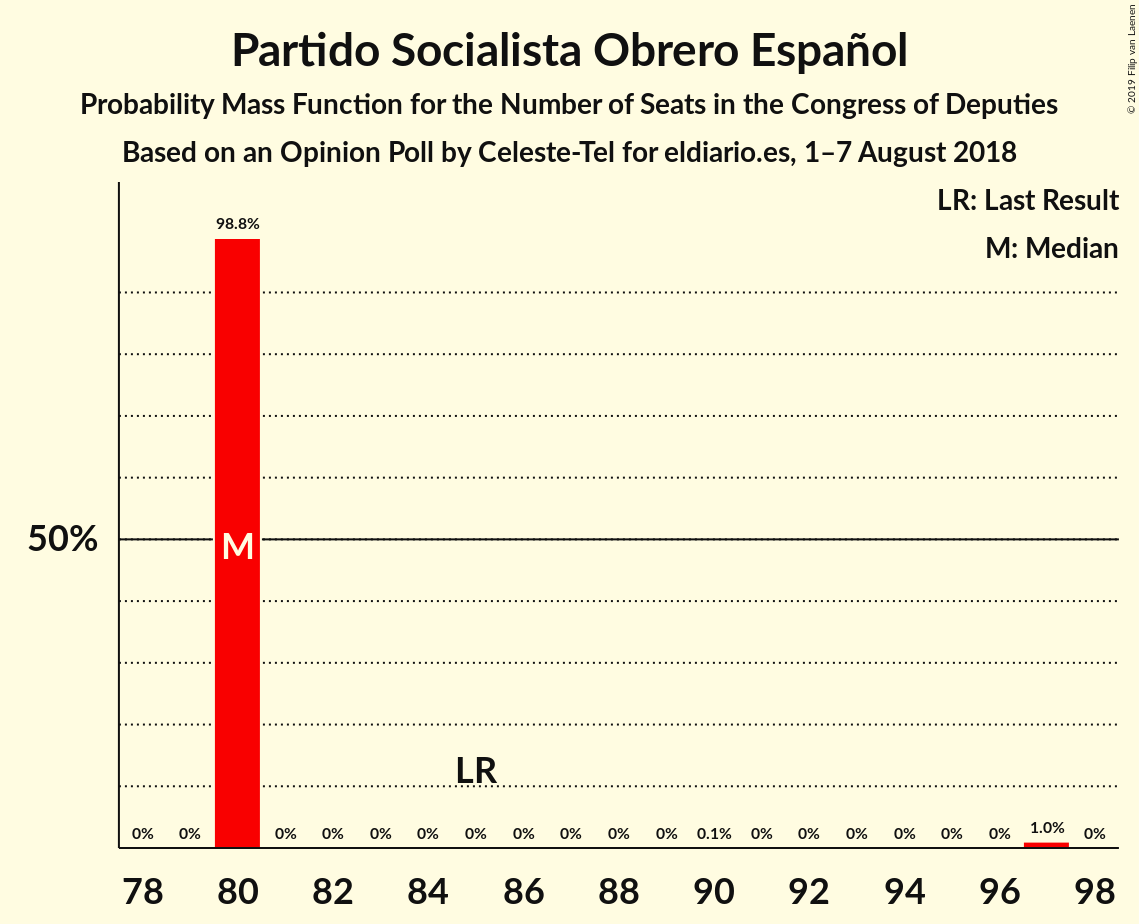 Partido Socialista Obrero Español
Probability Mass Function for the Number of Seats in the Congress of Deputies
Based on an Opinion Poll by Celeste-Tel for eldiario.es, 1–7 August 2018
© 2019 Filip van Laenen
LR: Last Result
M: Median
98.8%
50%
M
LR
0% 0% 0% 0% 0% 0% 0% 0% 0% 0% 0% 0.1% 0% 0% 0% 0% 0% 0% 1.0% 0%
78 80 82 84 86 88 90 92 94 96 98